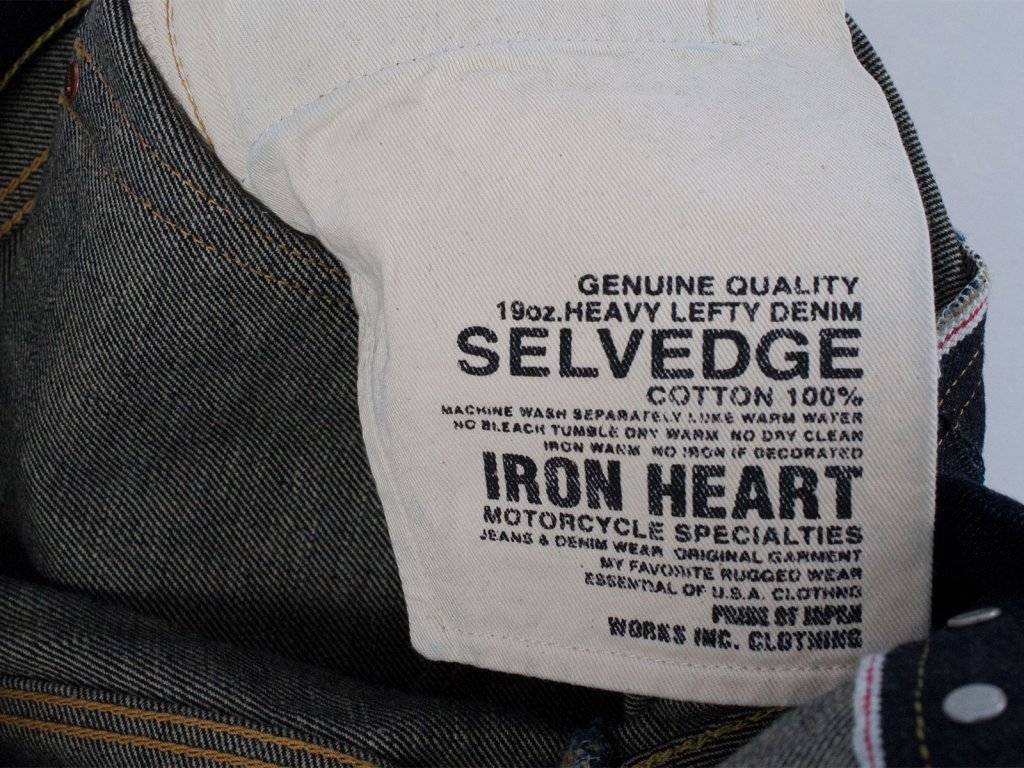 GENUINE QUALITY
19oz.HEAVY LEFTY DENIM
SELVEDGE
COTTON 100%
MACHINE WASH SEPARATELY LUKE WARM WATER
NO BLEACH TUMBLE DRY WARM NO DRY CLEAN
IRON WARM NO IRON IF DECORATED
IRON HEART
MOTORCYCLE SPECIALTIES
JEANS & DENIM WEAR ORIGINAL GARMENT
MY FAVORITE RUGGED WEAR
ESSENTIAL OF U.S.A. CLOTHNG
PRIDE OF JAPAN
WORKS INC. CLOTHING